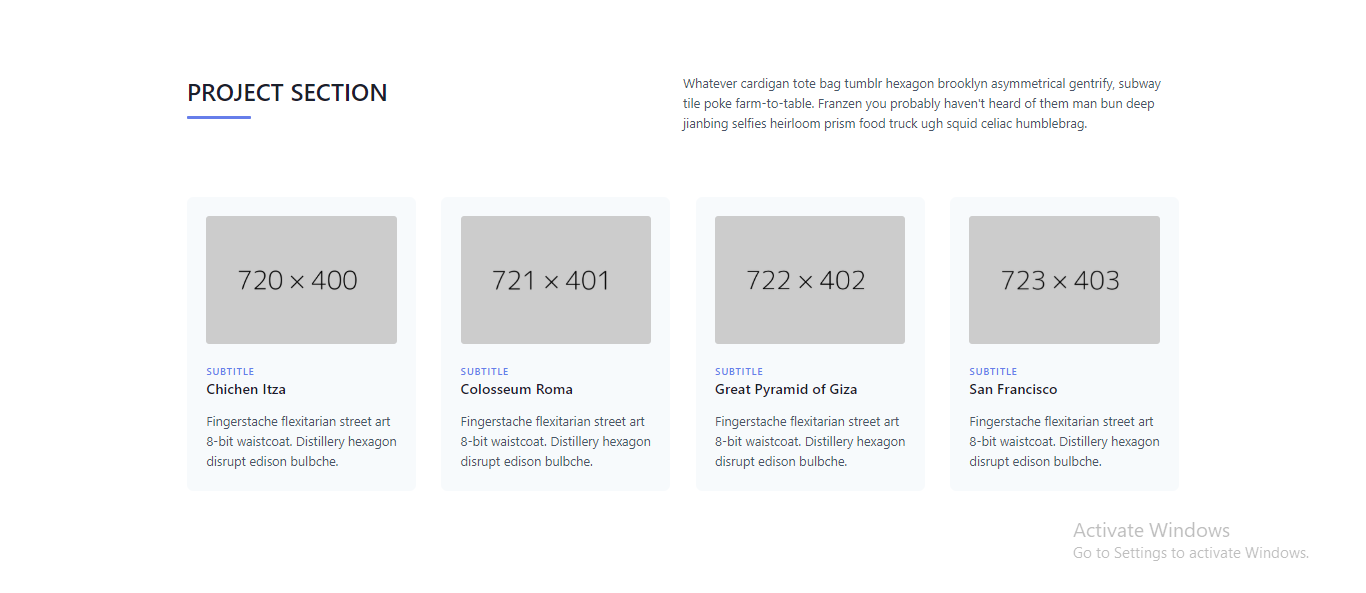 PROJECT SECTION
Whatever cardigan tote bag tumblr hexagon brooklyn asymmetrical gentrify, subway
tile poke farm-to-table. Franzen you probably haven't heard of them man bun deep
jianbing selfies heirloom prism food truck ugh squid celiac humblebrag.
720 × 400
SUBTITLE
Chichen Itza
Fingerstache flexitarian street art
8-bit waistcoat. Distillery hexagon
disrupt edison bulbche.
721 × 401
SUBTITLE
Colosseum Roma
Fingerstache flexitarian street art
8-bit waistcoat. Distillery hexagon
disrupt edison bulbche.
722 × 402
SUBTITLE
Great Pyramid of Giza
Fingerstache flexitarian street art
8-bit waistcoat. Distillery hexagon
disrupt edison bulbche.
723 × 403
SUBTITLE
San Francisco
Fingerstache flexitarian street art
8-bit waistcoat. Distillery hexagon
disrupt edison bulbche.
Activate Windows
Go to Settings to activate Windows.